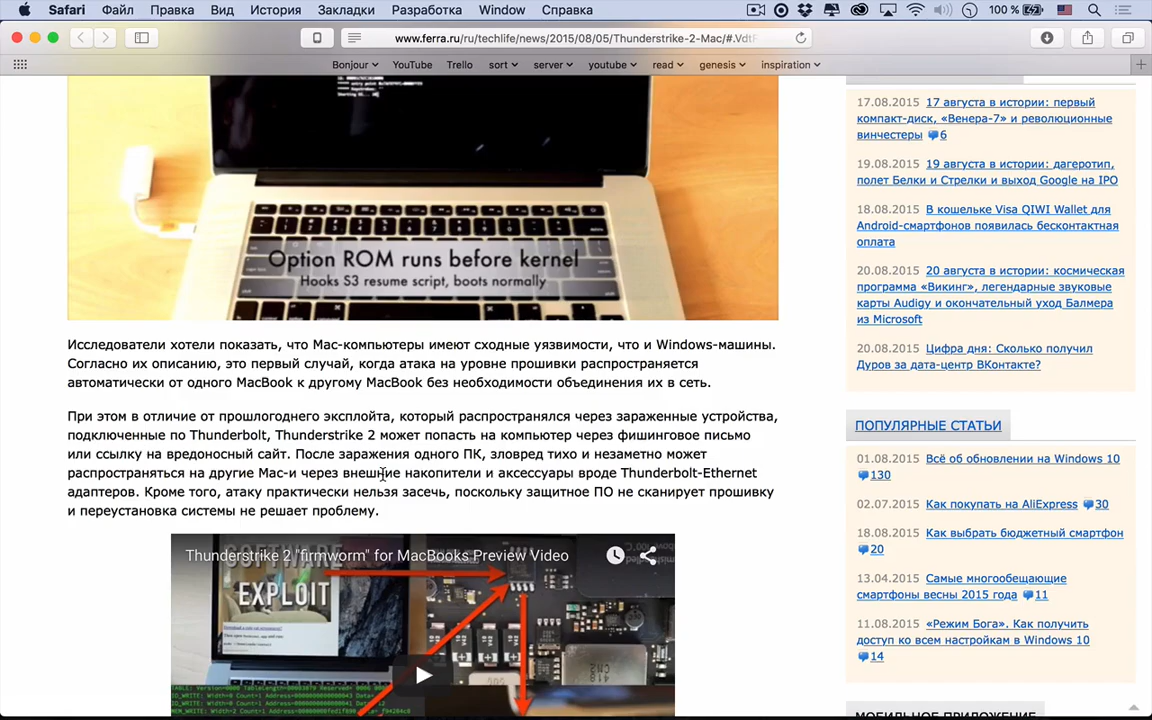 Safari Файл Правка Вид История Закладки Разработка Window Справка 100 %
www.ferra.ru/ru/techlife/news/2015/08/05/Thunderstrike-2-Mac/#.VdtF
Bonjour YouTube Trello sort server youtube read genesis inspiration
Option ROM runs before kernel
Hooks S3 resume script, boots normally
Исследователи хотели показать, что Mac-компьютеры имеют сходные уязвимости, что и Windows-машины.
Согласно их описанию, это первый случай, когда атака на уровне прошивки распространяется
автоматически от одного MacBook к другому MacBook без необходимости объединения их в сеть.
При этом в отличие от прошлогоднего эксплойта, который распространялся через зараженные устройства,
подключенные по Thunderbolt, Thunderstrike 2 может попасть на компьютер через фишинговое письмо
или ссылку на вредоносный сайт. После заражения одного ПК, зловред тихо и незаметно может
распространяться на другие Mac-и через внешние накопители и аксессуары вроде Thunderbolt-Ethernet
адаптеров. Кроме того, атаку практически нельзя засечь, поскольку защитное ПО не сканирует прошивку
и переустановка системы не решает проблему.
Thunderstrike 2 "firmworm" for MacBooks Preview Video
SOFTWARE
EXPLOIT
17.08.2015 17 августа в истории: первый
компакт-диск, «Венера-7» и революционные
винчестеры 6
19.08.2015 19 августа в истории: дагеротип,
полет Белки и Стрелки и выход Google на IPO
18.08.2015 В кошельке Visa QIWI Wallet для
Android-смартфонов появилась бесконтактная
оплата
20.08.2015 20 августа в истории: космическая
программа «Викинг», легендарные звуковые
карты Audigy и окончательный уход Балмера
из Microsoft
20.08.2015 Цифра дня: Сколько получил
Дуров за дата-центр ВКонтакте?
ПОПУЛЯРНЫЕ СТАТЬИ
01.08.2015 Всё об обновлении на Windows 10
130
02.07.2015 Как покупать на AliExpress 30
18.08.2015 Как выбрать бюджетный смартфон
20
13.04.2015 Самые многообещающие
смартфоны весны 2015 года 11
11.08.2015 «Режим Бога». Как получить
доступ ко всем настройкам в Windows 10
14
МОБИЛЬНОЕ ПРИЛОЖЕНИЕ